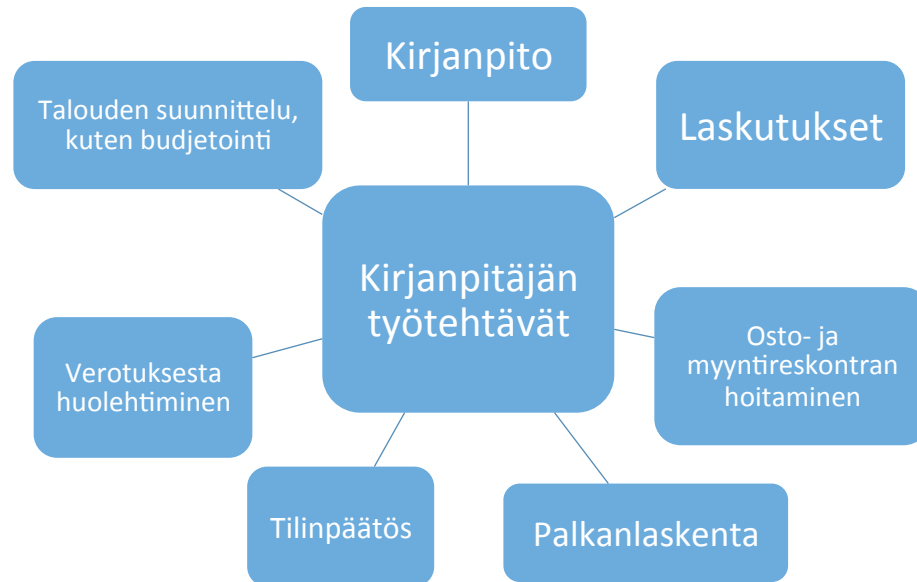 Kirjanpito
Talouden suunnittelu,
kuten budjetointi
Laskutukset
Kirjanpitäjän
työtehtävät
Osto- ja
myyntireskontran
hoitaminen
Verotuksesta
huolehtiminen
Tilinpäätös
Palkanlaskenta